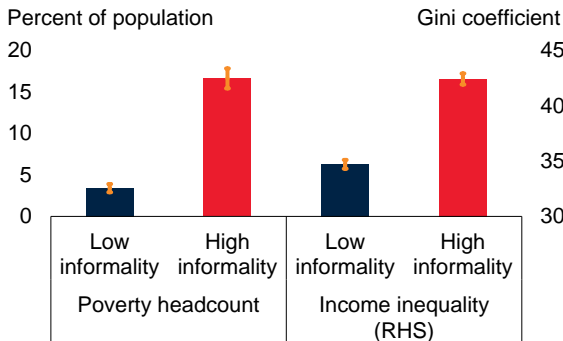 Percent of population Gini coefficient
20 45
15 40
10 35
5
0 30
Low High Low High
informality informality informality informality
Poverty headcount Income inequality
(RHS)